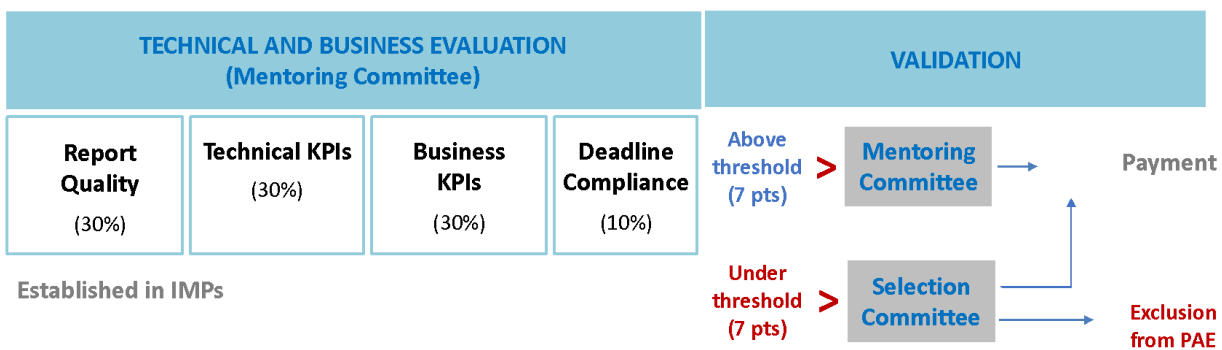 TECHNICAL AND BUSINESS EVALUATION
(Mentoring Committee)
VALIDATION
Report
Quality
(30%)
Technical KPIs
(30%)
Business
KPIs
(30%)
Deadline
Compliance
(10%)
Established in IMPs
Above
threshold
(7 pts)
>
Mentoring
Committee
Payment
Under
threshold
(7 pts)
>
Selection
Committee
Exclusion
from PAE